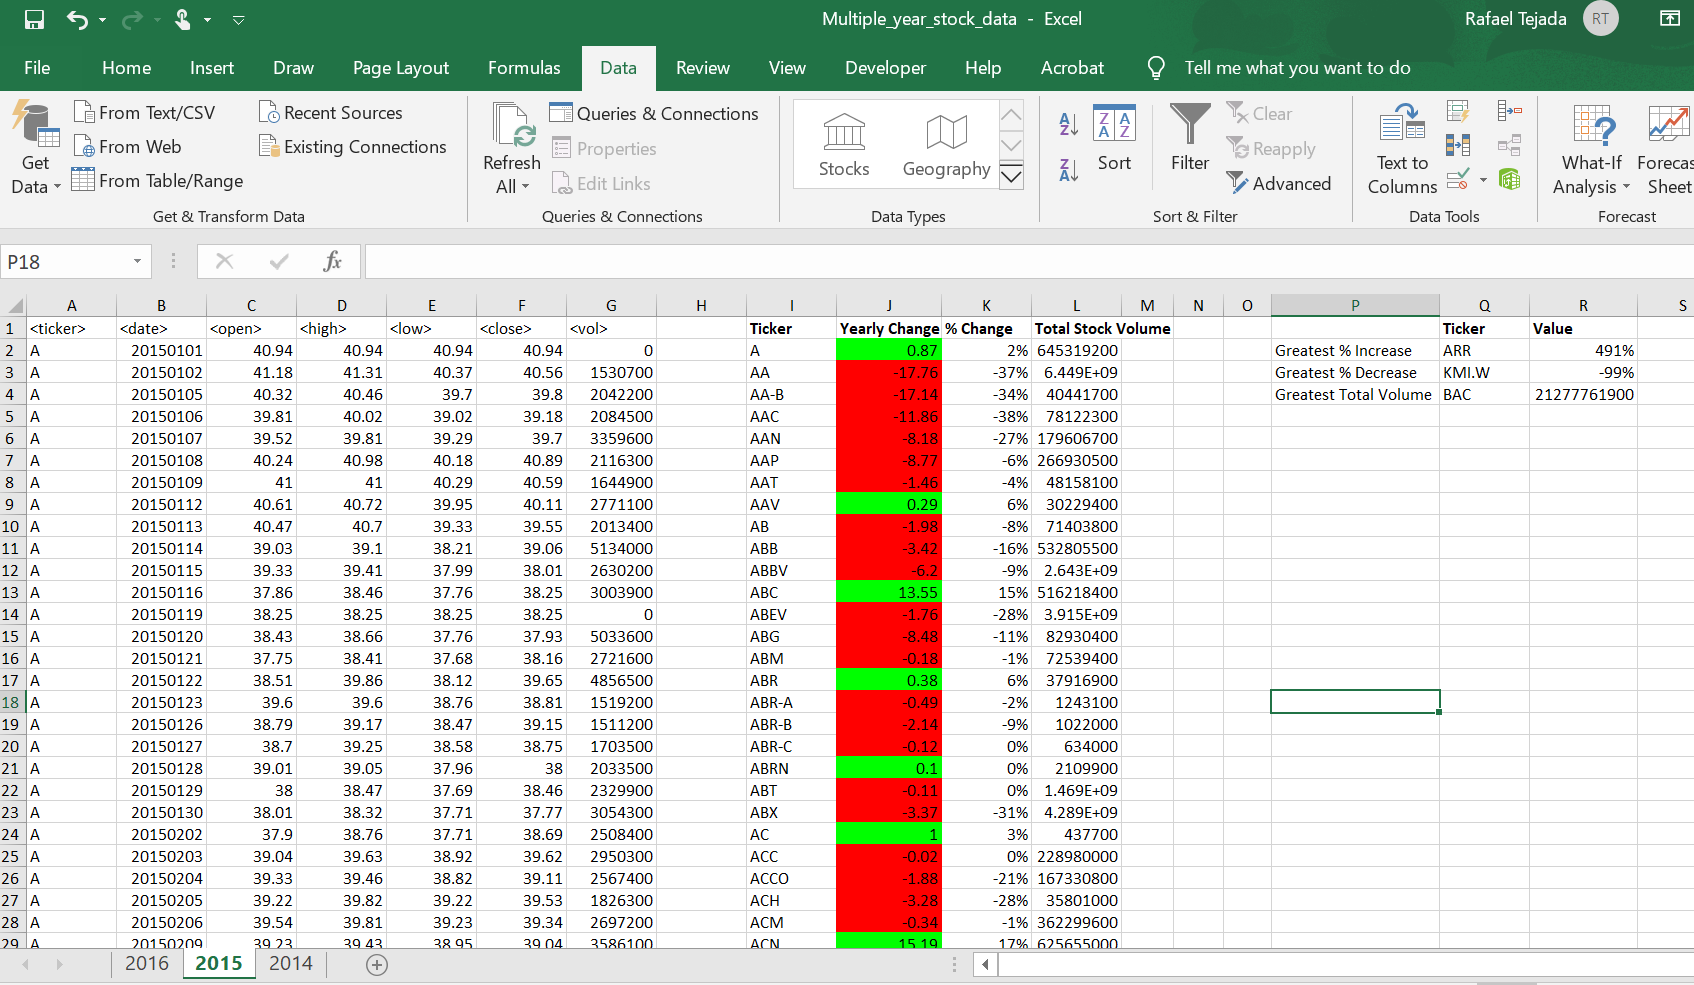 Multiple_year_stock_data - Excel Rafael Tejada RT
File Home Insert Draw Page Layout Formulas Data Review View Developer Help Acrobat Tell me what you want to do
Get Data
From Text/CSV
From Web
From Table/Range
Recent Sources
Existing Connections
Get & Transform Data
Refresh All
Queries & Connections
Properties
Edit Links
Queries & Connections
Stocks Geography
Data Types
Sort
Filter
Clear
Reapply
Advanced
Sort & Filter
Text to Columns
Data Tools
What-If Analysis
Forecas
Sheet
Forecast
P18 fx
A B C D E F G H I J K L M N O P Q R S
1 <ticker> <date> <open> <high> <low> <close> <vol> Ticker Yearly Change % Change Total Stock Volume Ticker Value
2 A 20150101 40.94 40.94 40.94 40.94 0 A 0.87 2% 645319200 Greatest % Increase ARR 491%
3 A 20150102 41.18 41.31 40.37 40.56 1530700 AA -17.76 -37% 6.449E+09 Greatest % Decrease KMI.W -99%
4 A 20150105 40.32 40.46 39.7 39.8 2042200 AA-B -17.14 -34% 40441700 Greatest Total Volume BAC 21277761900
5 A 20150106 39.81 40.02 39.02 39.18 2084500 AAC -11.86 -38% 78122300
6 A 20150107 39.52 39.81 39.29 39.7 3359600 AAN -8.18 -27% 179606700
7 A 20150108 40.24 40.98 40.18 40.89 2116300 AAP -8.77 -6% 266930500
8 A 20150109 41 41 40.29 40.59 1644900 AAT -1.46 -4% 48158100
9 A 20150112 40.61 40.72 39.95 40.11 2771100 AAV 0.29 6% 30229400
10 A 20150113 40.47 40.7 39.33 39.55 2013400 AB -1.98 -8% 71403800
11 A 20150114 39.03 39.1 38.21 39.06 5134000 ABB -3.42 -16% 532805500
12 A 20150115 39.33 39.41 37.99 38.01 2630200 ABBV -6.2 -9% 2.643E+09
13 A 20150116 37.86 38.46 37.76 38.25 3003900 ABC 13.55 15% 516218400
14 A 20150119 38.25 38.25 38.25 38.25 0 ABEV -1.76 -28% 3.915E+09
15 A 20150120 38.43 38.66 37.76 37.93 5033600 ABG -8.48 -11% 82930400
16 A 20150121 37.75 38.41 37.68 38.16 2721600 ABM -0.18 -1% 72539400
17 A 20150122 38.51 39.86 38.12 39.65 4856500 ABR 0.38 6% 37916900
18 A 20150123 39.6 39.6 38.76 38.81 1519200 ABR-A -0.49 -2% 1243100
19 A 20150126 38.79 39.17 38.47 39.15 1511200 ABR-B -2.14 -9% 1022000
20 A 20150127 38.7 39.25 38.58 38.75 1703500 ABR-C -0.12 0% 634000
21 A 20150128 39.01 39.05 37.96 38 2033500 ABRN 0.1 0% 2109900
22 A 20150129 38 38.47 37.69 38.46 2329900 ABT -0.11 0% 1.469E+09
23 A 20150130 38.01 38.32 37.71 37.77 3054300 ABX -3.37 -31% 4.289E+09
24 A 20150202 37.9 38.76 37.71 38.69 2508400 AC 1 3% 437700
25 A 20150203 39.04 39.63 38.92 39.62 2950300 ACC -0.02 0% 228980000
26 A 20150204 39.33 39.46 38.82 39.11 2567400 ACCO -1.88 -21% 167330800
27 A 20150205 39.22 39.82 39.22 39.53 1826300 ACH -3.28 -28% 35801000
28 A 20150206 39.54 39.81 39.23 39.34 2697200 ACM -0.34 -1% 362299600
29 A 20150209 39.23 39.43 38.95 39.04 3586100 ACN 15.19 17% 625655000
2016 2015 2014